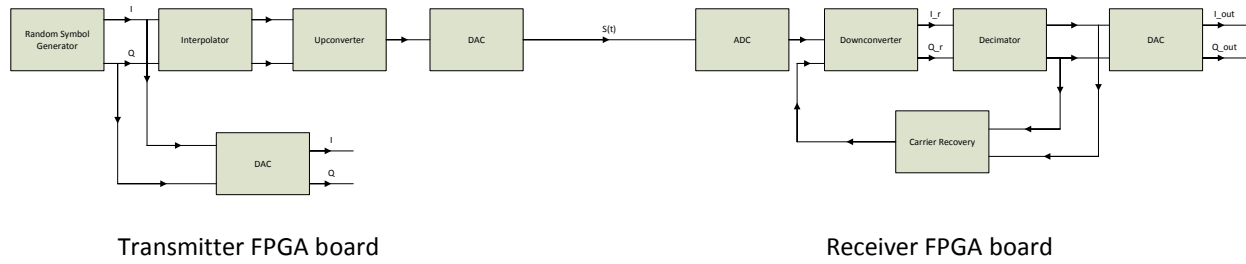 I
Q
Random Symbol
Generator
Interpolator
Upconverter
DAC
S(t)
ADC
Downconverter
I_r
Q_r
Decimator
DAC
I_out
Q_out
DAC
I
Q
Carrier Recovery
Transmitter FPGA board
Receiver FPGA board